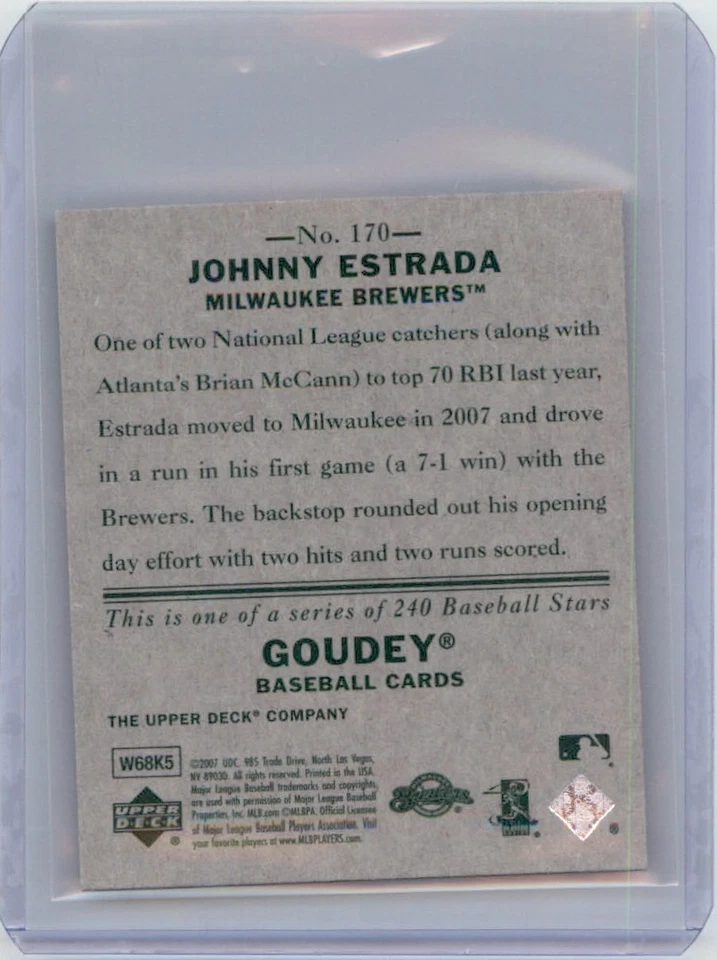 —No. 170—
JOHNNY ESTRADA
MILWAUKEE BREWERS™
One of two National League catchers (along with
Atlanta's Brian McCann) to top 70 RBI last year,
Estrada moved to Milwaukee in 2007 and drove
in a run in his first game (a 7-1 win) with the
Brewers. The backstop rounded out his opening
day effort with two hits and two runs scored.
This is one of a series of 240 Baseball Stars
GOUDEY®
BASEBALL CARDS
THE UPPER DECK® COMPANY
W68K5
©2007 UDC. 985 Trade Drive, North Las Vegas,
NV 89030. All rights reserved. Printed in the USA.
Major League Baseball trademarks and copyrights
are used with permission of Major League Baseball
Properties, Inc. MLB.com ©MLBPA. Official Licensee
of Major League Baseball Players Association. Visit
your favorite players at www.MLBPLAYERS.com.
UPPER
DECK ®
Brewers